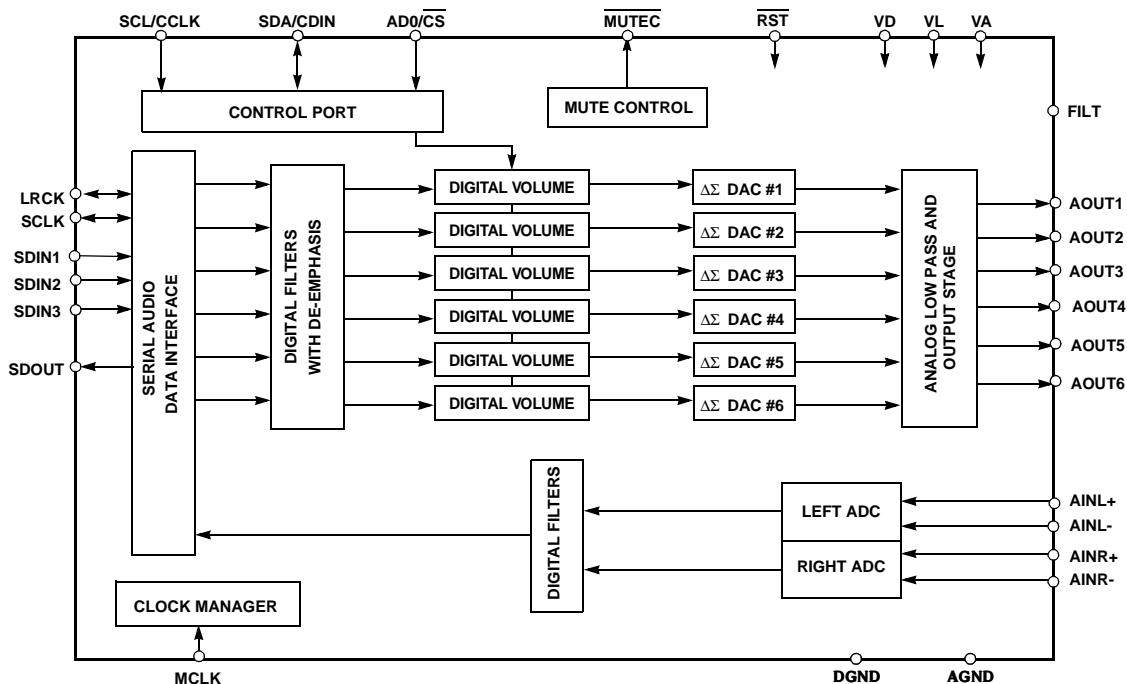 SCL/CCLK
SDA/CDIN
AD0/CS
MUTEC
RST
VD
VL
VA
CONTROL PORT
MUTE CONTROL
FILT
LRCK
SCLK
SDIN1
SDIN2
SDIN3
SDOUT
SERIAL AUDIO
DATA INTERFACE
DIGITAL FILTERS
WITH DE-EMPHASIS
DIGITAL VOLUME
DIGITAL VOLUME
DIGITAL VOLUME
DIGITAL VOLUME
DIGITAL VOLUME
DIGITAL VOLUME
ΔΣ DAC #1
ΔΣ DAC #2
ΔΣ DAC #3
ΔΣ DAC #4
ΔΣ DAC #5
ΔΣ DAC #6
ANALOG LOW PASS AND
OUTPUT STAGE
AOUT1
AOUT2
AOUT3
AOUT4
AOUT5
AOUT6
DIGITAL FILTERS
LEFT ADC
RIGHT ADC
AINL+
AINL-
AINR+
AINR-
CLOCK MANAGER
MCLK
DGND
AGND